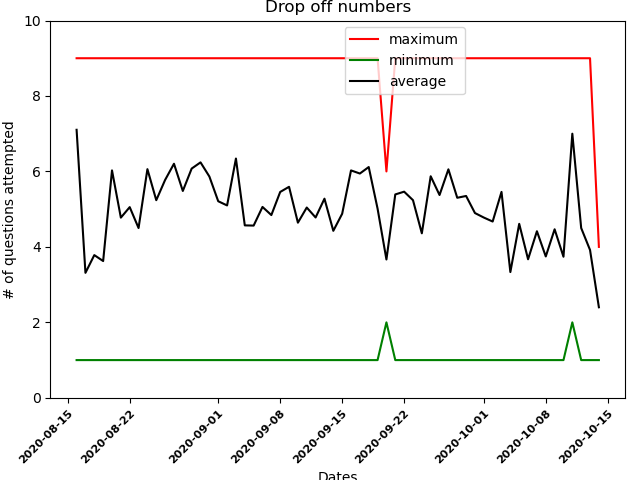 Drop off numbers
maximum
minimum
average
# of questions attempted
10
8
6
4
2
0
2020-08-15
2020-08-22
2020-09-01
2020-09-08
2020-09-15
2020-09-22
2020-10-01
2020-10-08
2020-10-15
Dates